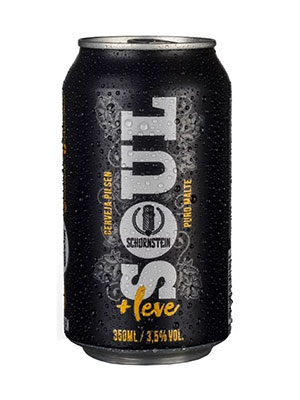 SOUL
CERVEJA PILSEN
PURO MALTE
SCHORNSTEIN
+leve
350ML / 3,5% VOL.